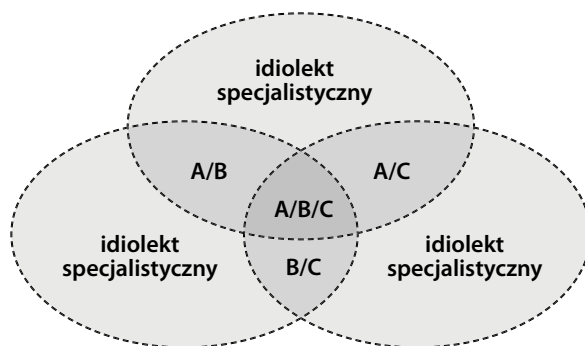 idiolekt
specjalistyczny
A/B
A/C
A/B/C
idiolekt
specjalistyczny
idiolekt
specjalistyczny
B/C